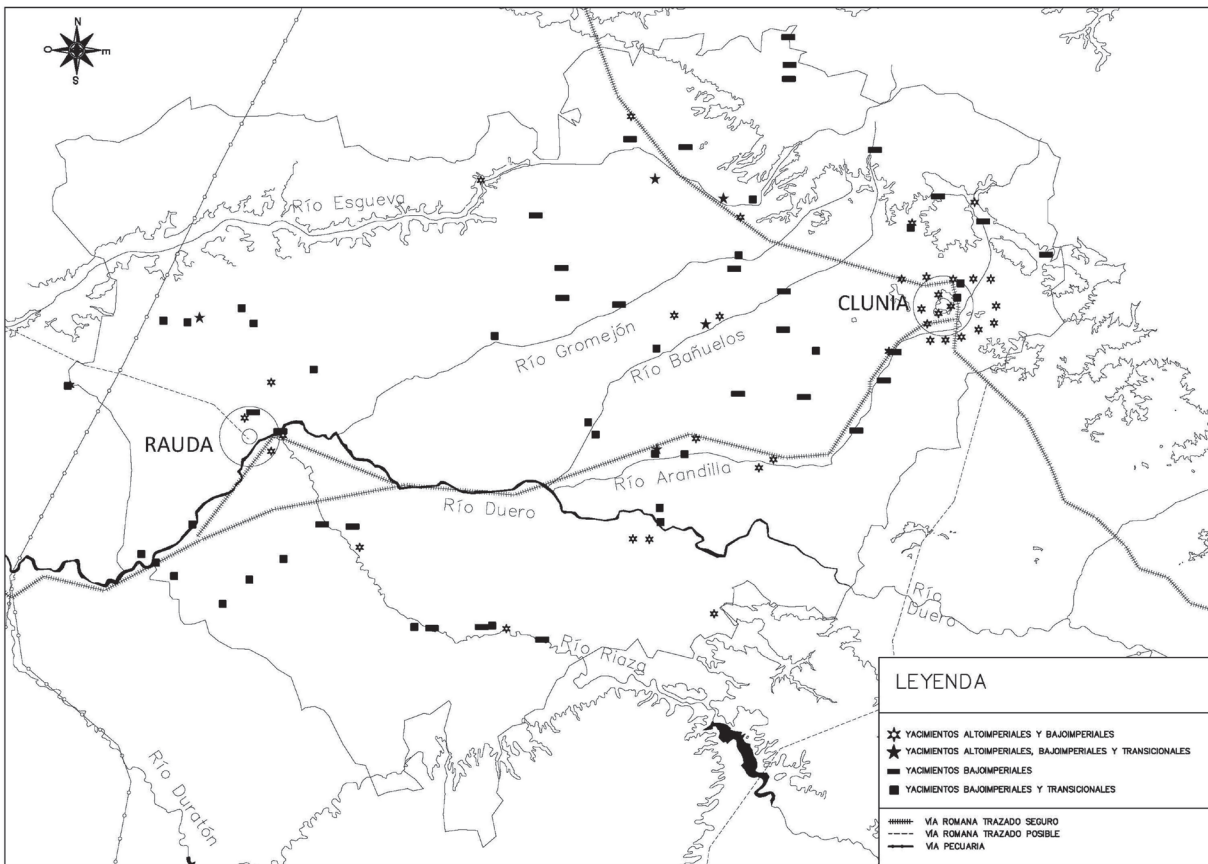 N
O
E
S
Río Esgueva
CLUNIA
Río Gromejón
Río Bañuelos
RAUDA
Río Arandilla
Río Duero
Río
Duero
Río Riaza
Río Duratón
LEYENDA
YACIMIENTOS ALTOIMPERIALES Y BAJOIMPERIALES
YACIMIENTOS ALTOIMPERIALES, BAJOIMPERIALES Y TRANSICIONALES
YACIMIENTOS BAJOIMPERIALES
YACIMIENTOS BAJOIMPERIALES Y TRANSICIONALES
VÍA ROMANA TRAZADO SEGURO
VÍA ROMANA TRAZADO POSIBLE
VÍA PECUARIA